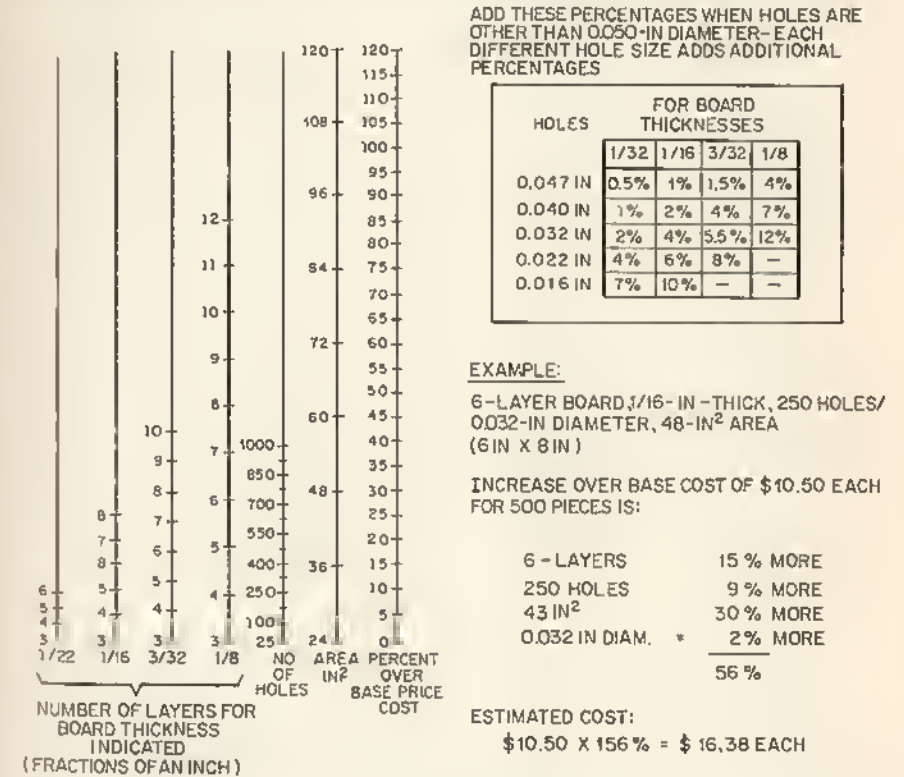 ADD THESE PERCENTAGES WHEN HOLES ARE
OTHER THAN 0.050-IN DIAMETER-EACH
DIFFERENT HOLE SIZE ADDS ADDITIONAL
PERCENTAGES
FOR BOARD
HOLES THICKNESSES
1/32 1/16 3/32 1/8
0.047 IN 0.5% 1% 1.5% 4%
0.040 IN 1% 2% 4% 7%
0.032 IN 2% 4% 5.5% 12%
0.022 IN 4% 6% 8% -
0.016 IN 7% 10% - -
EXAMPLE:
6-LAYER BOARD,1/16-IN-THICK, 250 HOLES/
0.032-IN DIAMETER, 48-IN² AREA
(6 IN X 8 IN)
INCREASE OVER BASE COST OF $10.50 EACH
FOR 500 PIECES IS:
6-LAYERS 15% MORE
250 HOLES 9% MORE
43 IN² 30% MORE
0.032 IN DIAM. * 2% MORE
56%
ESTIMATED COST:
$10.50 X 156% = $16,38 EACH
6
5
4
3
1/22
8
7
8
5
4
3
1/16
10
9
8
7
6
5
4
3
3/32
12
11
10
9
8
7
6
5
4
3
1/8
1000
850
700
550
400
250
100
25
NO
OF
HOLES
120
108
96
84
72
60
48
36
24
AREA
IN²
120
115
110
105
100
95
90
85
80
75
70
65
60
55
50
45
40
35
30
25
20
15
10
5
0
PERCENT
OVER
BASE PRICE
COST
NUMBER OF LAYERS FOR
BOARD THICKNESS
INDICATED
(FRACTIONS OF AN INCH)